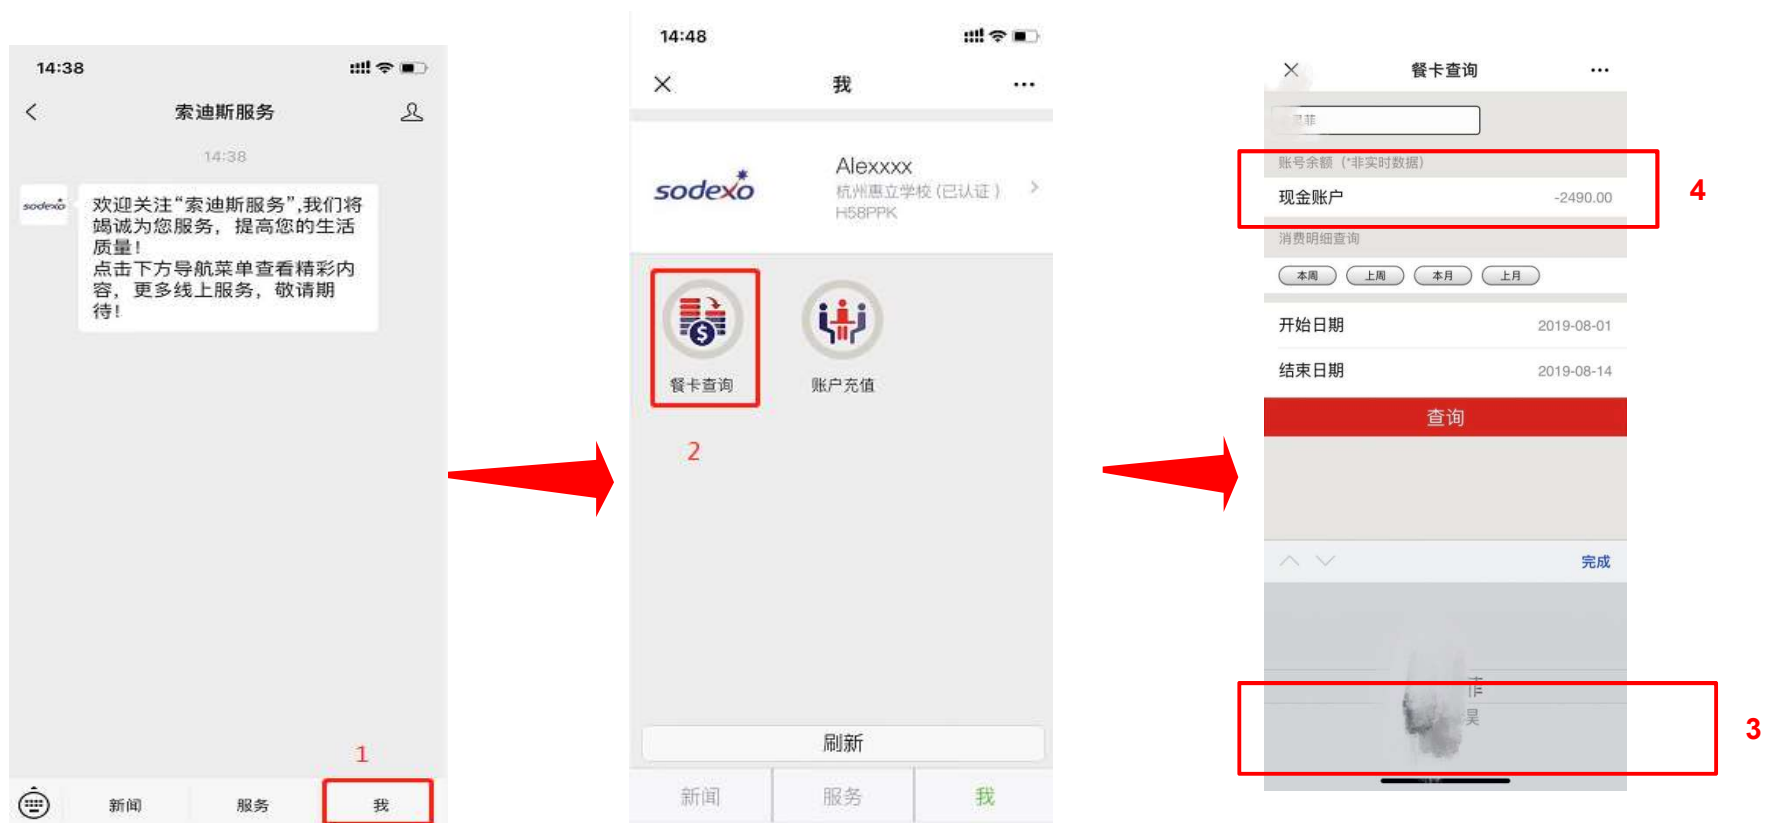 14:38
索迪斯服务
14:38
sodexo
欢迎关注“索迪斯服务”,我们将
竭诚为您服务，提高您的生活
质量！
点击下方导航菜单查看精彩内
容，更多线上服务，敬请期
待！
1
新闻
服务
我
14:48
我
sodexo
Alexxxx
杭州惠立学校 (已认证 )
H58PPK
餐卡查询
账户充值
2
刷新
新闻
服务
我
餐卡查询
菲
账号余额（*非实时数据）
现金账户
-2490.00
4
消费明细查询
本周
上周
本月
上月
开始日期
2019-08-01
结束日期
2019-08-14
查询
完成
昊
3